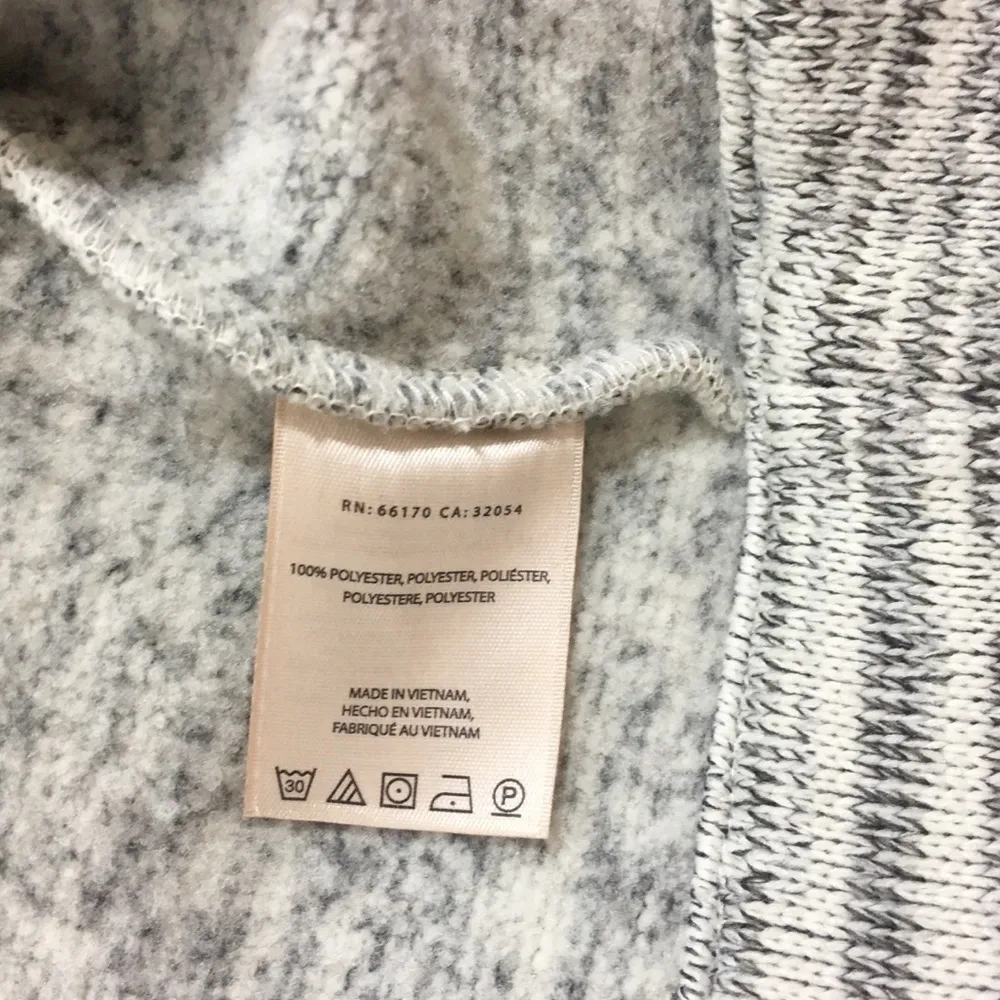 RN: 66170 CA: 32054
100% POLYESTER, POLYESTER, POLIÉSTER,
POLYESTERE, POLYESTER
MADE IN VIETNAM,
HECHO EN VIETNAM,
FABRIQUÉ AU VIETNAM
30 P